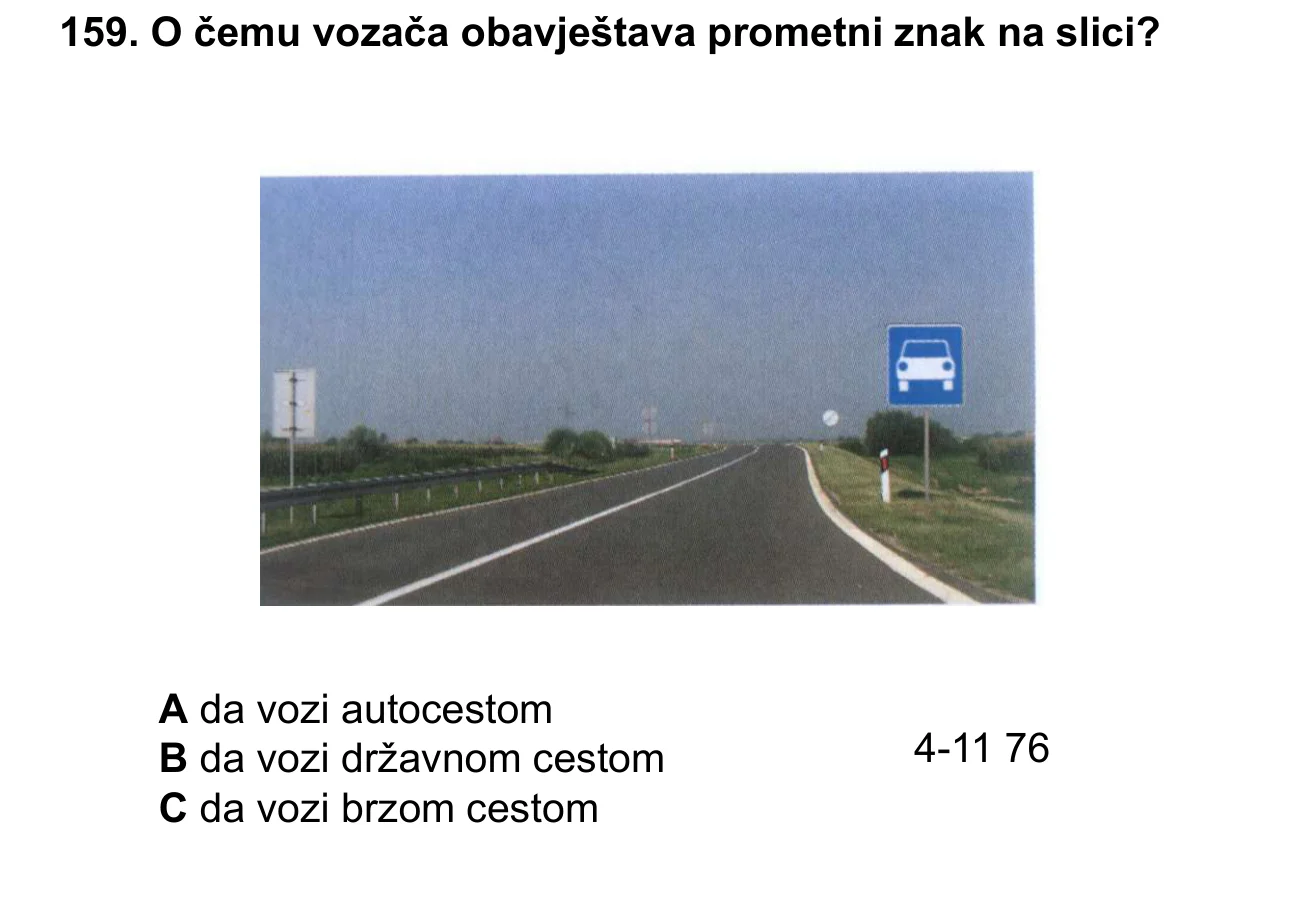 159. O čemu vozača obavještava prometni znak na slici?
A da vozi autocestom
B da vozi državnom cestom
4-11 76
C da vozi brzom cestom